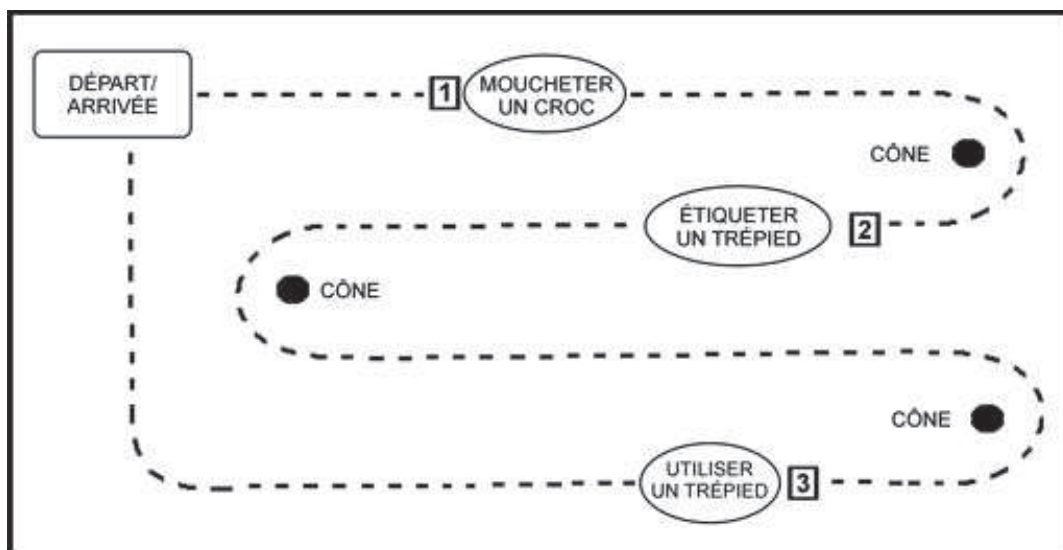 DÉPART/
ARRIVÉE
1
MOUCHETER
UN CROC
CÔNE
ÉTIQUETER
UN TRÉPIED
2
CÔNE
CÔNE
UTILISER
UN TRÉPIED
3